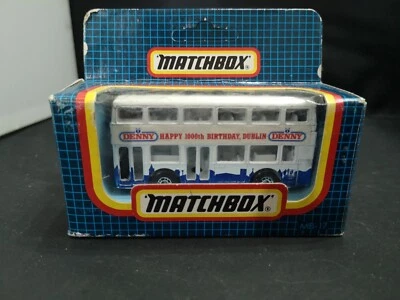 MATCHBOX®
DENNY HAPPY 1000th BIRTHDAY, DUBLIN DENNY
MATCHBOX®